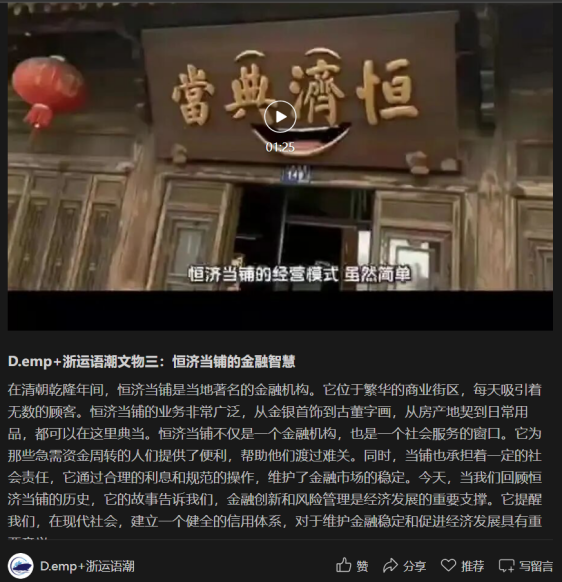 當典濟恒
01:25
恒济当铺的经营模式 虽然简单
D.emp+浙运语潮文物三：恒济当铺的金融智慧
在清朝乾隆年间，恒济当铺是当地著名的金融机构。它位于繁华的商业街区，每天吸引着
无数的顾客。恒济当铺的业务非常广泛，从金银首饰到古董字画，从房产地契到日常用
品，都可以在这里典当。恒济当铺不仅是一个金融机构，也是一个社会服务的窗口。它为
那些急需资金周转的人们提供了便利，帮助他们渡过难关。同时，当铺也承担着一定的社
会责任，它通过合理的利息和规范的操作，维护了金融市场的稳定。今天，当我们回顾恒
济当铺的历史，它的故事告诉我们，金融创新和风险管理是经济发展的重要支撑。它提醒
我们，在现代社会，建立一个健全的信用体系，对于维护金融稳定和促进经济发展具有重
D.emp+浙运语潮 赞 分享 推荐 写留言